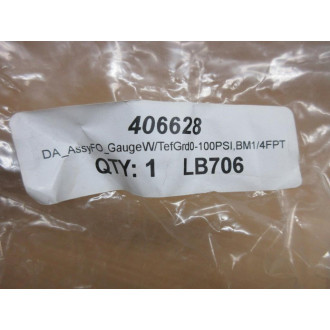 406628
DA_AssyFO_GaugeW/TefGrd0-100PSI,BM1/4FPT
QTY: 1 LB706